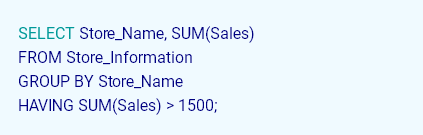 SELECT Store_Name, SUM(Sales)
FROM Store_Information
GROUP BY Store_Name
HAVING SUM(Sales) > 1500;